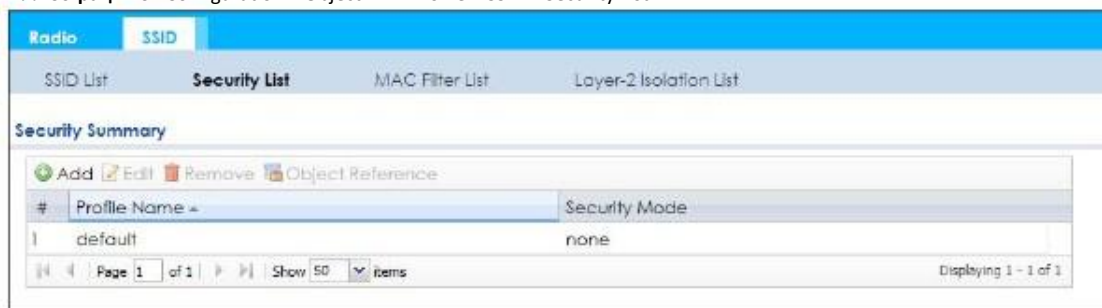 Radio SSID
SSID List Security List MAC Filter List Layer-2 Isolation List
Security Summary
Add Edit Remove Object Reference
# Profile Name Security Mode
1 default none
Page 1 of 1 Show 50 items Displaying 1 - 1 of 1